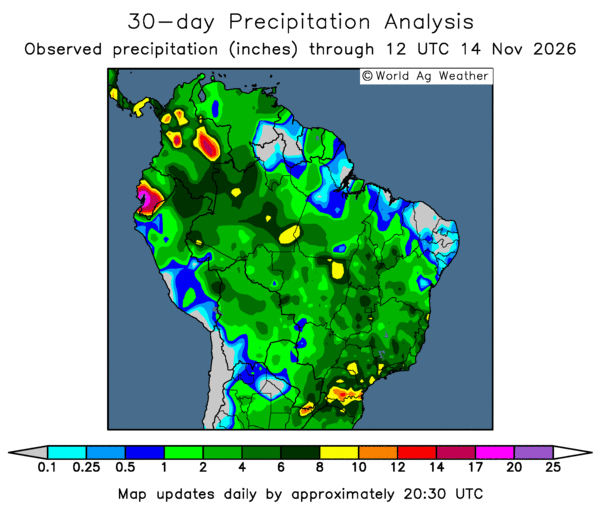 30-day Precipitation Analysis
Observed precipitation (inches) through 12 UTC 14 Nov 2026
©World Ag Weather
0.1 0.25 0.5 1 2 4 6 8 10 12 14 17 20 25
Map updates daily by approximately 20:30 UTC